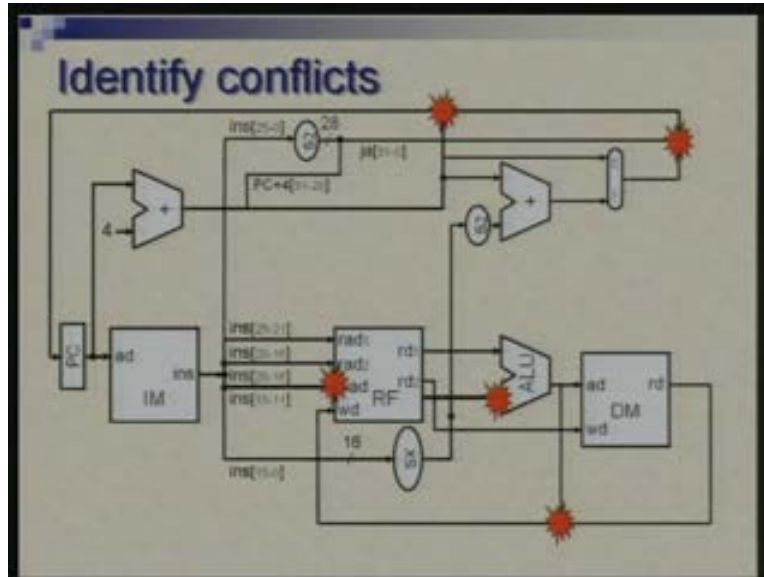 Identify conflicts
ins[25-0]
28
s2
ja[31-0]
PC+4[31-28]
+
+
4
s2
ins[25-21]
ins[20-16]
ins[20-16]
ins[15-11]
PC
ad
ins
IM
rad1
rad2
wd
rd1
rd2
RF
ALU
ad
rd
wd
DM
16
sx
ins[15-0]